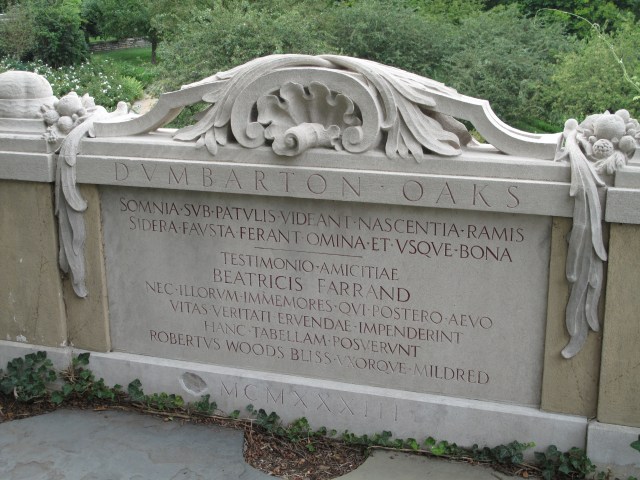 DVMBARTON · OAKS
SOMNIA · SVB · PATVLIS · VIDEANT · NASCENTIA · RAMIS
SIDERA · FAVSTA · FERANT · OMINA · ET · VSQVE · BONA
TESTIMONIO · AMICITIAE
BEATRICIS FARRAND
NEC · ILLORVM · IMMEMORES · QVI · POSTERO · AEVO
VITAS VERITATI · ERVENDAE · IMPENDERINT
HANC · TABELLAM · POSVERVNT
ROBERTVS WOODS BLISS · VXORQVE · MILDRED